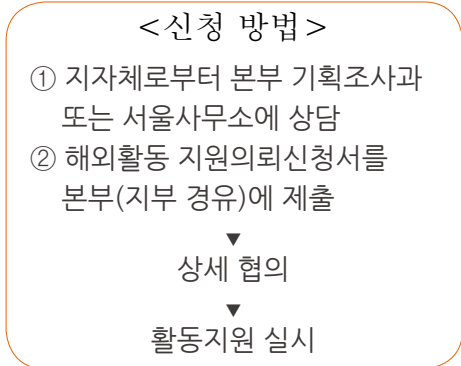 <신청 방법>
① 지자체로부터 본부 기획조사과
또는 서울사무소에 상담
② 해외활동 지원의뢰신청서를
본부(지부 경유)에 제출
▼
상세 협의
▼
활동지원 실시